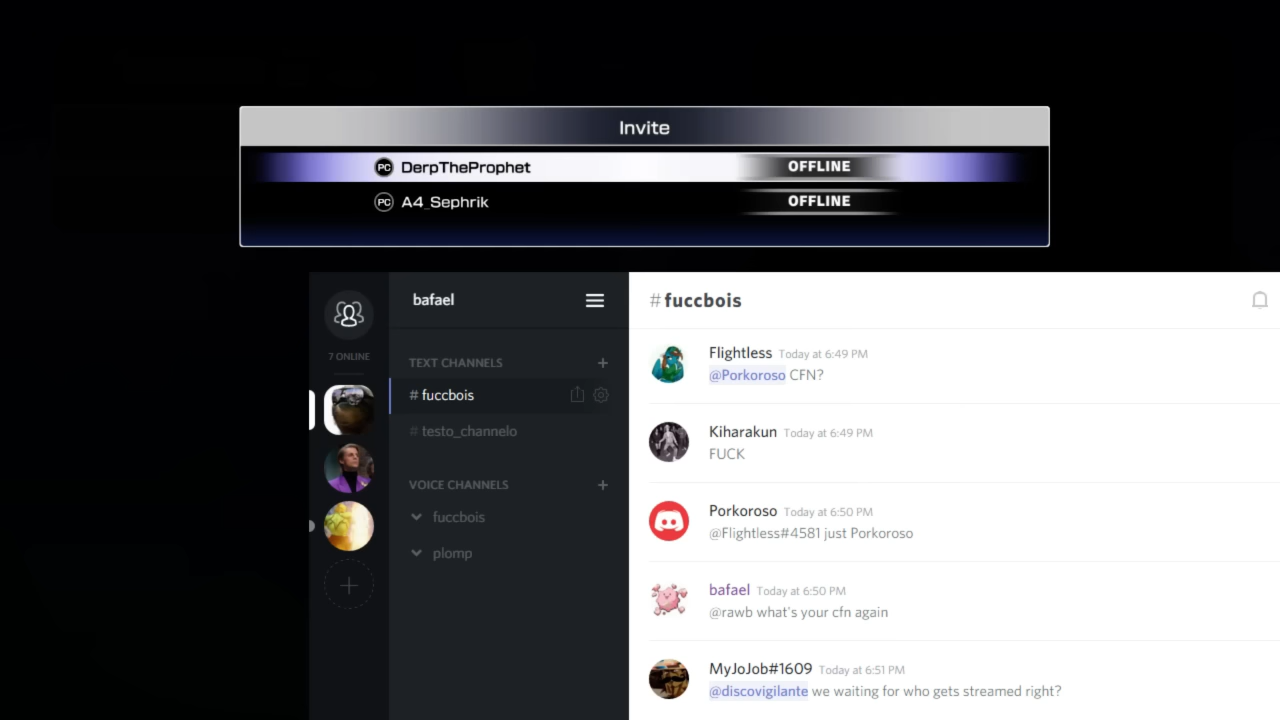 Invite
PC DerpTheProphet OFFLINE
PC A4_Sephrik OFFLINE
bafael
7 ONLINE
TEXT CHANNELS
# fuccbois
# testo_channelo
VOICE CHANNELS
fuccbois
plomp
#fuccbois
Flightless Today at 6:49 PM
@Porkoroso CFN?
Kiharakun Today at 6:49 PM
FUCK
Porkoroso Today at 6:50 PM
@Flightless#4581 just Porkoroso
bafael Today at 6:50 PM
@rawb what's your cfn again
MyJoJob#1609 Today at 6:51 PM
@discovigilante we waiting for who gets streamed right?